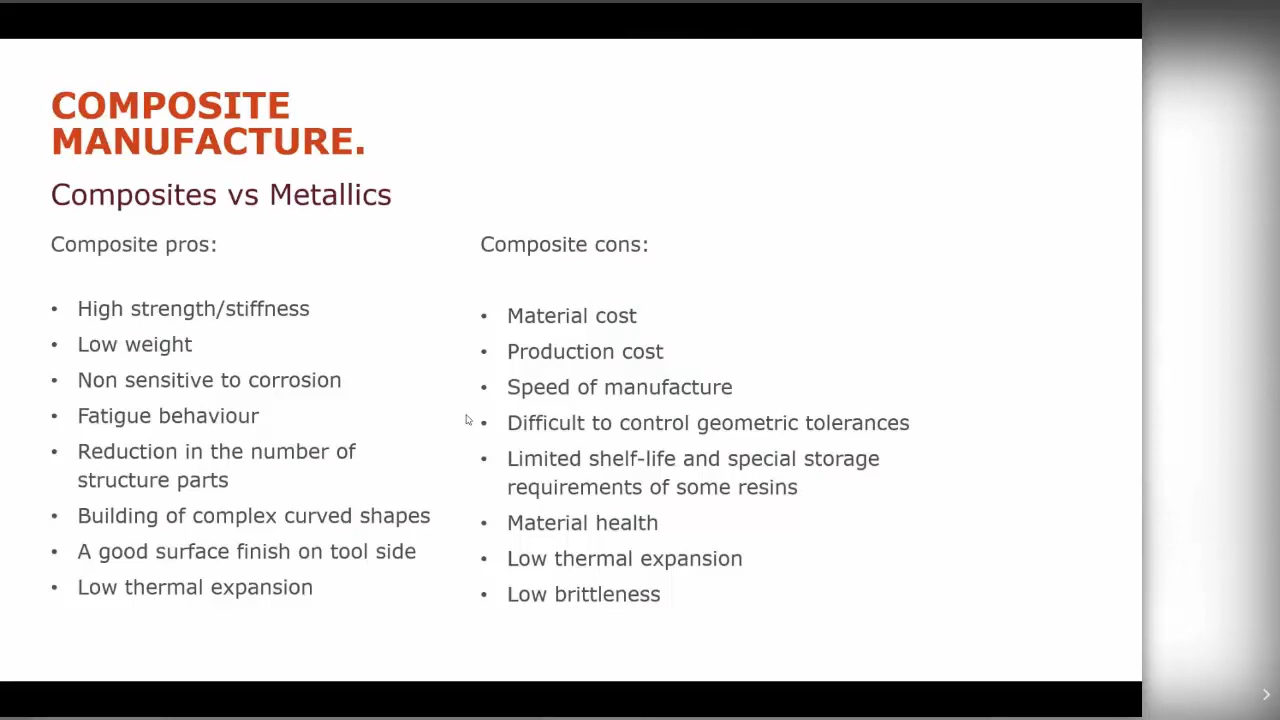 COMPOSITE
MANUFACTURE.
Composites vs Metallics
Composite pros:
• High strength/stiffness
• Low weight
• Non sensitive to corrosion
• Fatigue behaviour
• Reduction in the number of
structure parts
• Building of complex curved shapes
• A good surface finish on tool side
• Low thermal expansion
Composite cons:
• Material cost
• Production cost
• Speed of manufacture
• Difficult to control geometric tolerances
• Limited shelf-life and special storage
requirements of some resins
• Material health
• Low thermal expansion
• Low brittleness